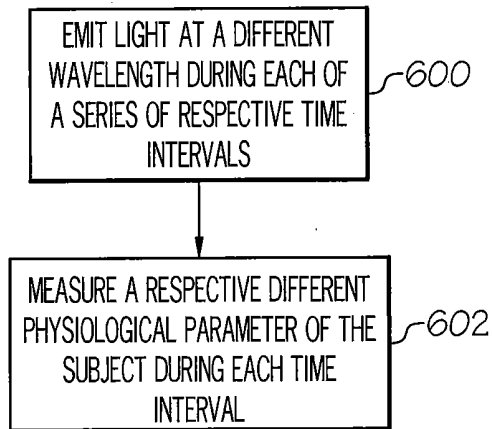 EMIT LIGHT AT A DIFFERENT
WAVELENGTH DURING EACH OF
A SERIES OF RESPECTIVE TIME
INTERVALS
600
MEASURE A RESPECTIVE DIFFERENT
PHYSIOLOGICAL PARAMETER OF THE
SUBJECT DURING EACH TIME
INTERVAL
602